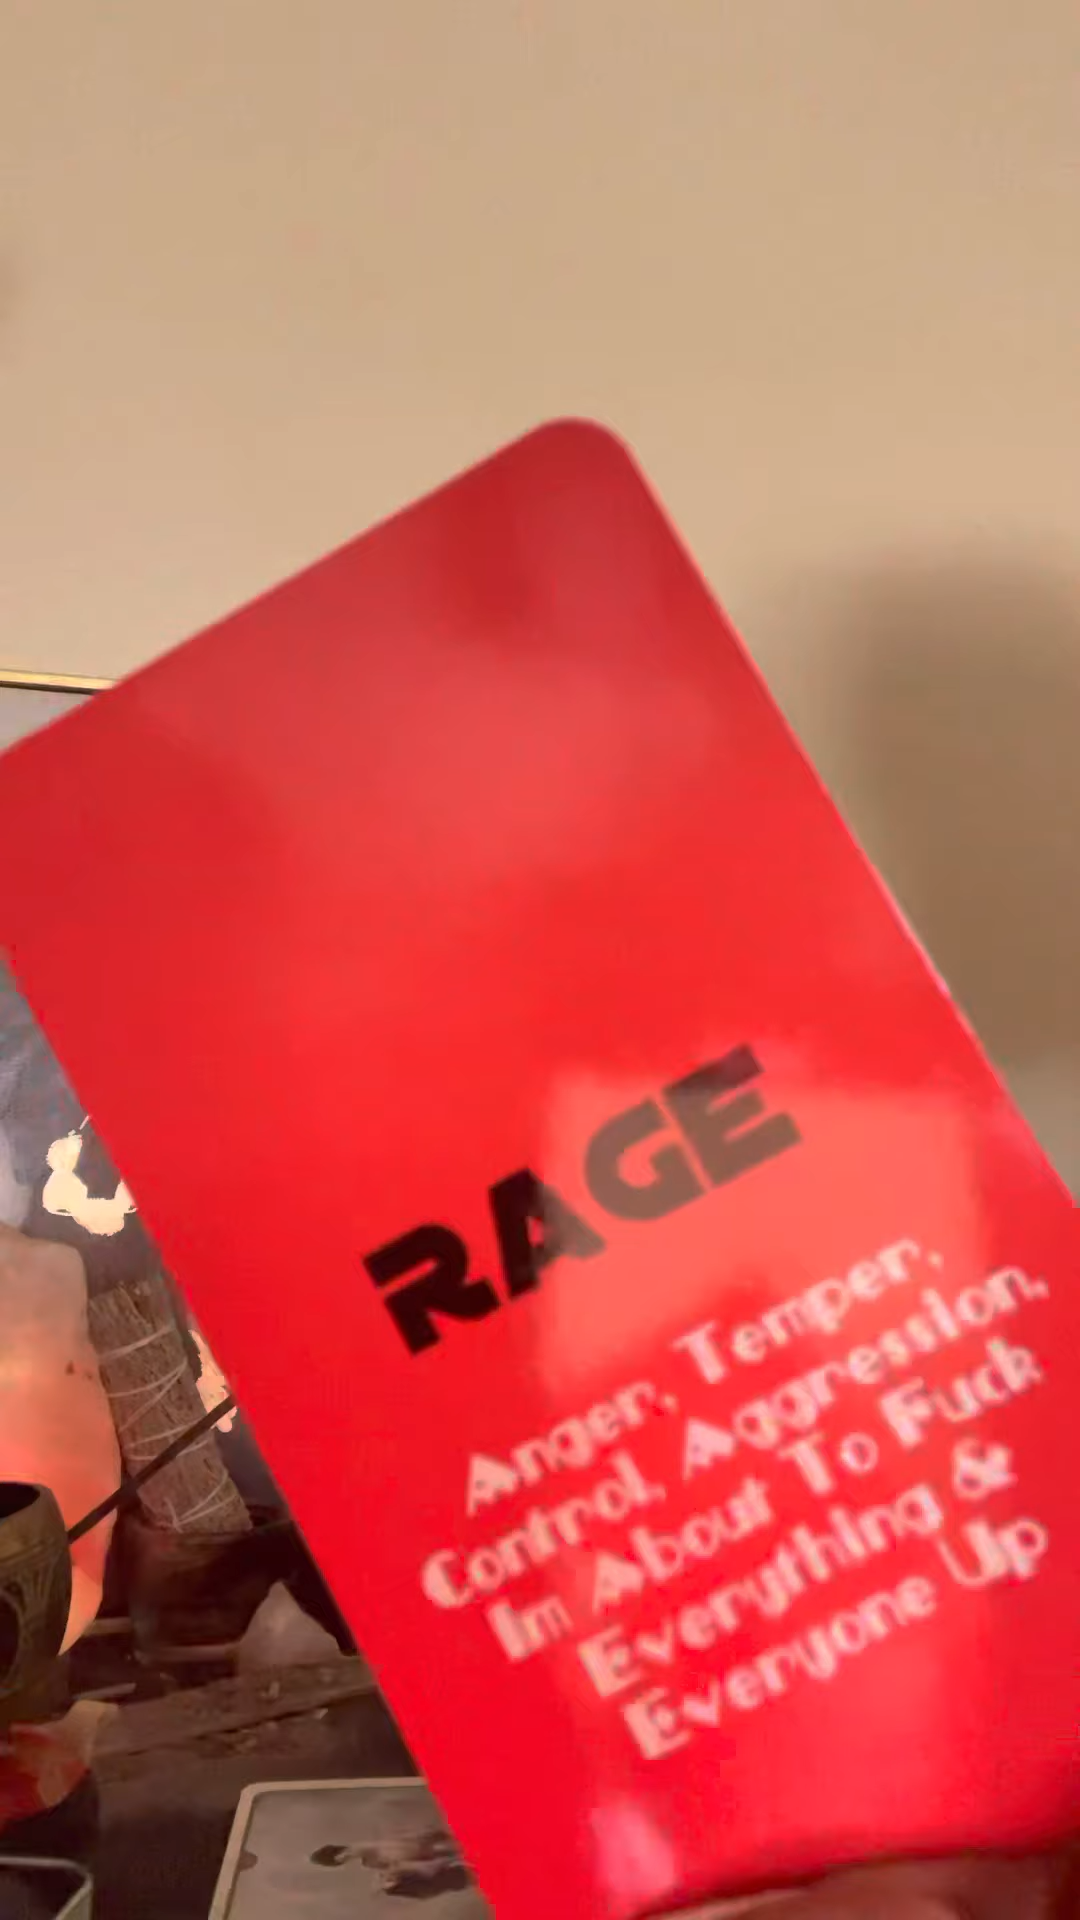 RAGE
Anger, Temper,
Control, Aggression,
Im About To Fuck
Everything &
Everyone Up